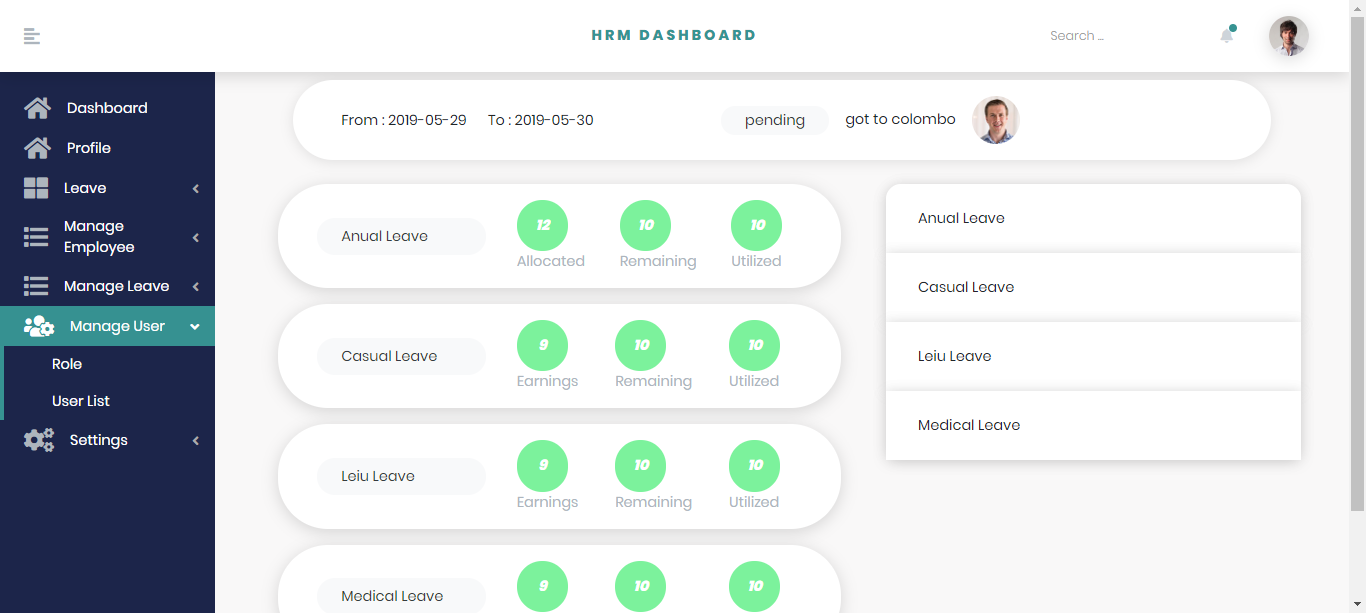 HRM DASHBOARD
Search ...
Dashboard
Profile
Leave
Manage
Employee
Manage Leave
Manage User
Role
User List
Settings
From : 2019-05-29 To : 2019-05-30 pending got to colombo
Anual Leave
12 10 10
Allocated Remaining Utilized
Casual Leave
9 10 10
Earnings Remaining Utilized
Leiu Leave
9 10 10
Earnings Remaining Utilized
Medical Leave
9 10 10
Anual Leave
Casual Leave
Leiu Leave
Medical Leave